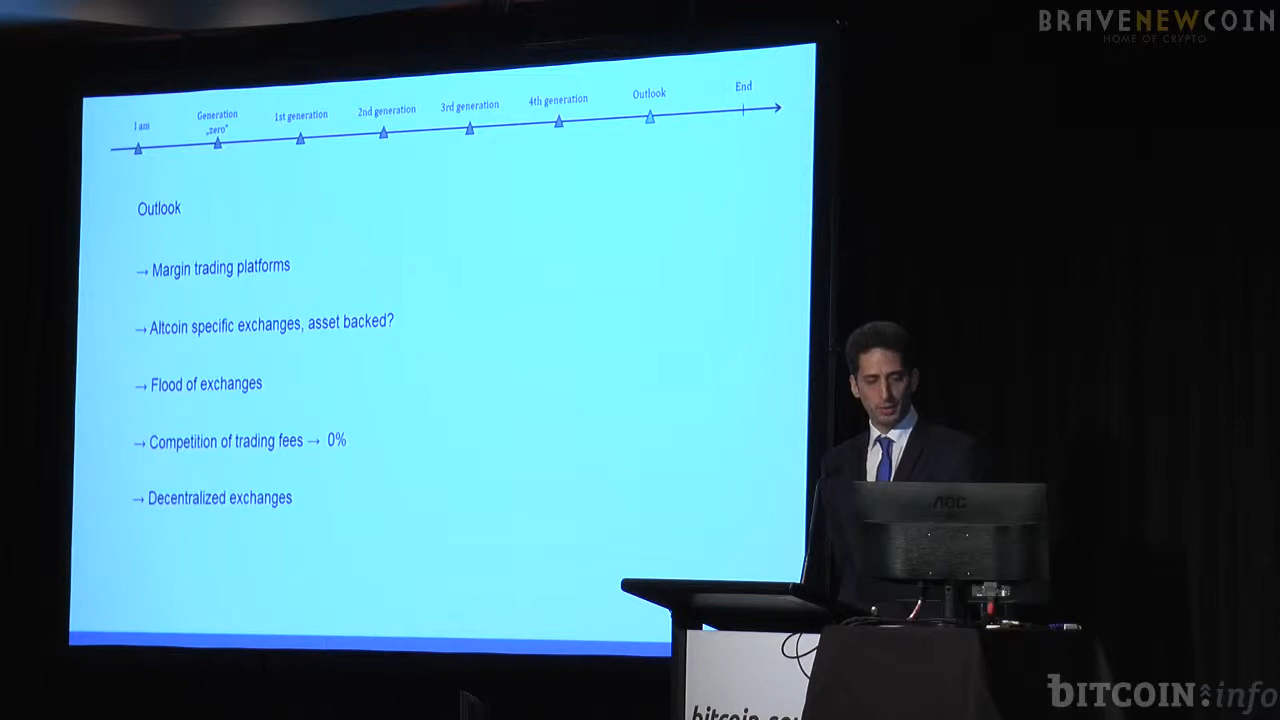 BRAVENEWCOIN
HOME OF CRYPTO
I am
Generation
„zero"
1st generation
2nd generation
3rd generation
4th generation
Outlook
End
Outlook
→ Margin trading platforms
→ Altcoin specific exchanges, asset backed?
→ Flood of exchanges
→ Competition of trading fees → 0%
→ Decentralized exchanges
AOC
bitcoin
BITCOIN info